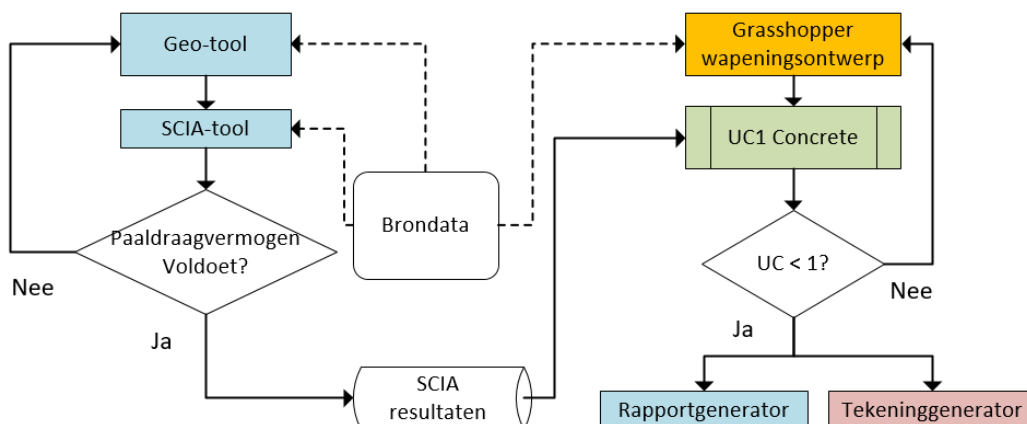 Geo-tool
SCIA-tool
Paaldraagvermogen
Voldoet?
Nee
Ja
Brondata
SCIA
resultaten
Grasshopper
wapeningsontwerp
UC1 Concrete
UC < 1?
Nee
Ja
Rapportgenerator
Tekeninggenerator